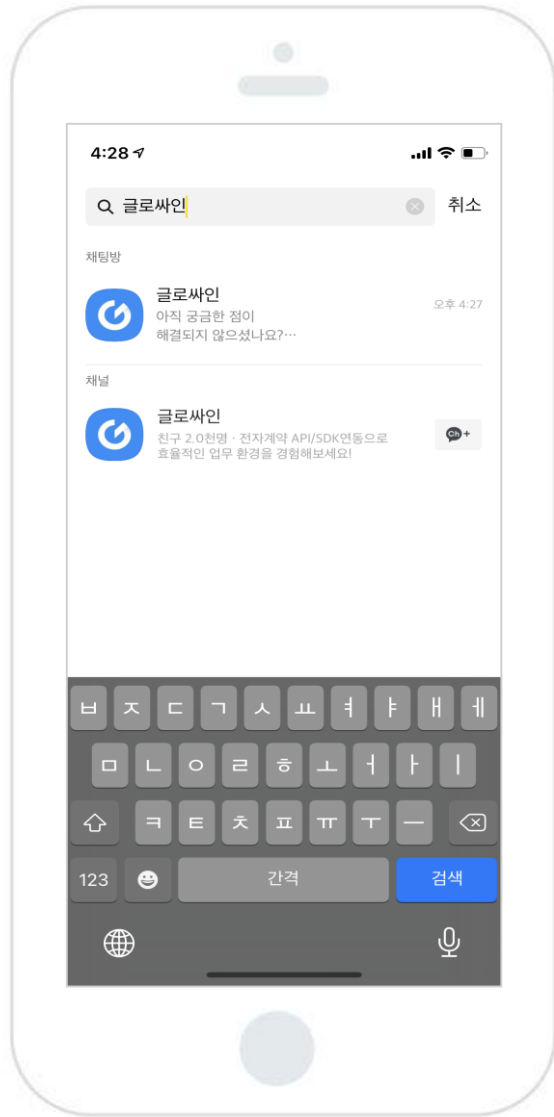 4:28
글로싸인
취소
채팅방
글로싸인
오후 4:27
아직 궁금한 점이
해결되지 않으셨나요?…
채널
글로싸인
친구 2.0천명 · 전자계약 API/SDK연동으로
효율적인 업무 환경을 경험해보세요!
Ch+
ㅂ ㅈ ㄷ ㄱ ㅅ ㅛ ㅕ ㅑ ㅐ ㅔ
ㅁ ㄴ ㅇ ㄹ ㅎ ㅗ ㅓ ㅏ ㅣ
ㅋ ㅌ ㅊ ㅍ ㅠ ㅜ ㅡ
123 간격 검색